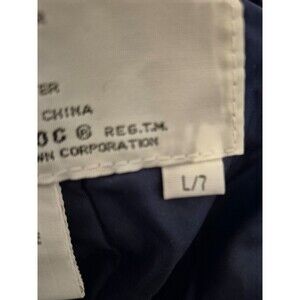 ER
CHINA
OC ® REG.T.M.
WN CORPORATION
L/7
E